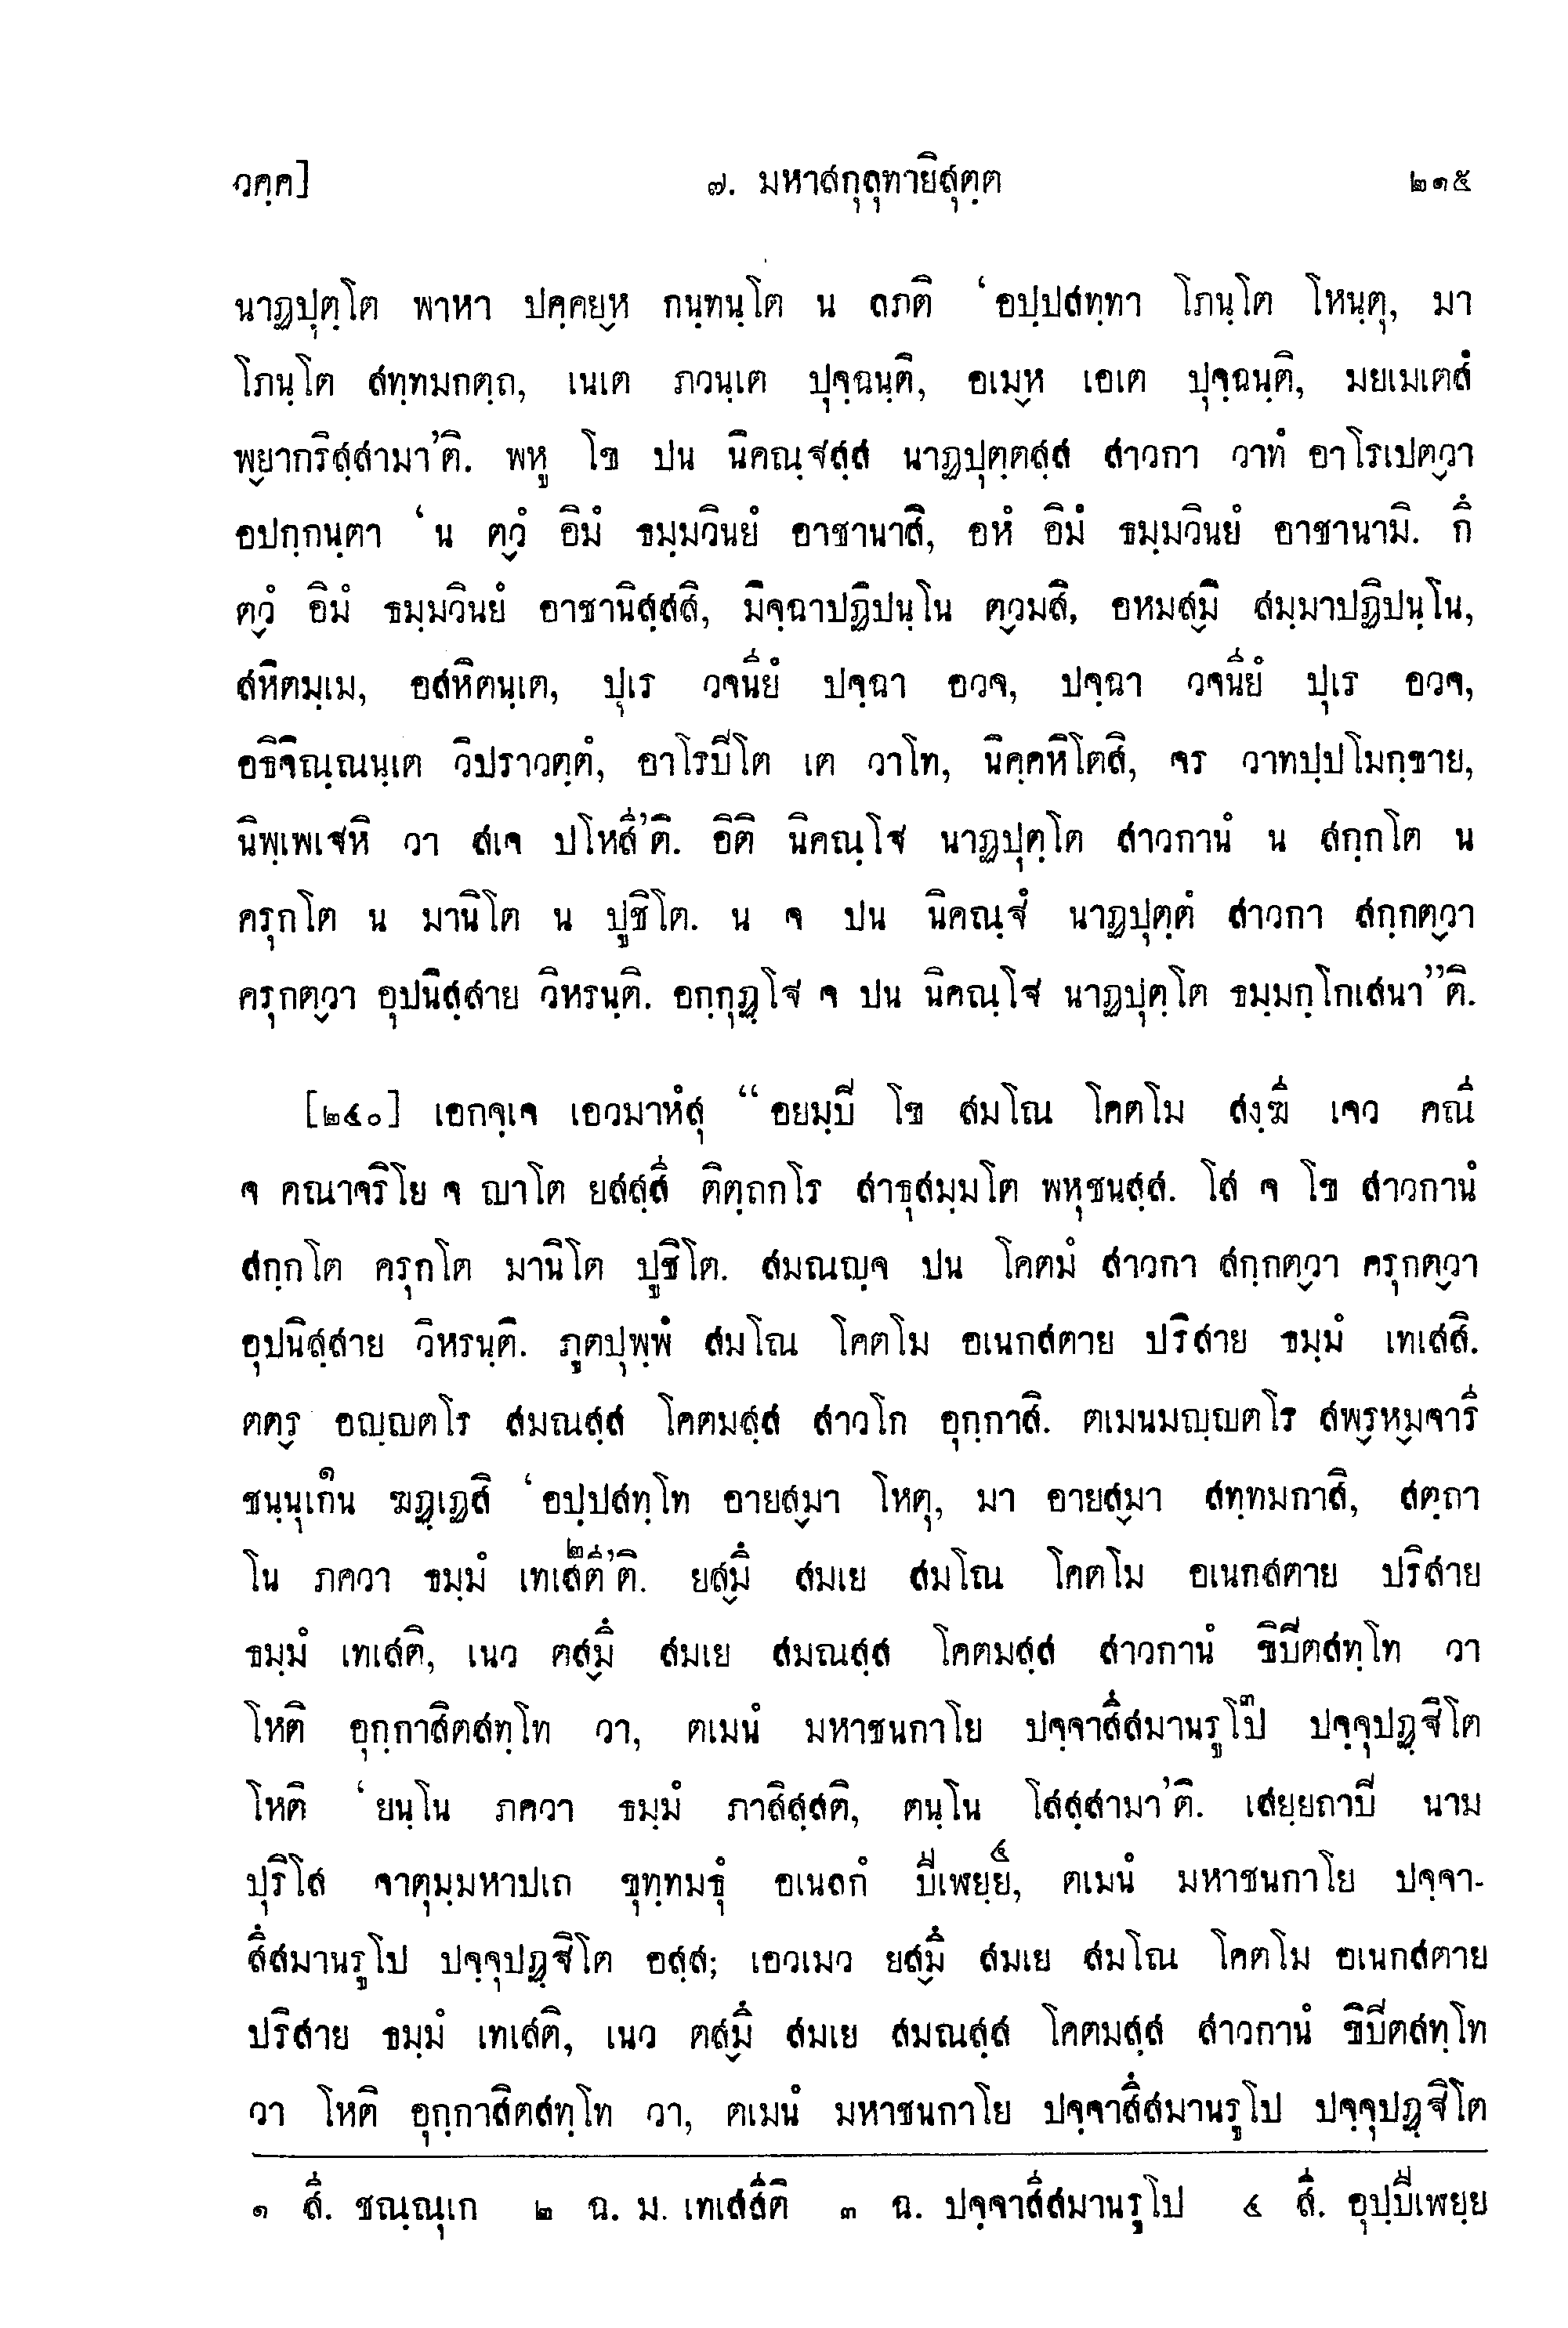 วคฺค]
๗. มหาสกุลุทายิสุตฺต
๒๑๕
นาฏปุตฺโต พาหา ปคฺคยฺห กนฺทนฺโต น ลภติ ‘อปฺปสทฺทา โภนฺโต โหนฺตุ, มา
โภนฺโต สทฺทมกตฺถ, เนเต ภวนฺเต ปุจฺฉนฺติ, อเมฺห เอเต ปุจฺฉนฺติ, มยเมเตสํ
พฺยากริสฺสามา’ติ. พหู โข ปน นิคณฺฐสฺส นาฏปุตฺตสฺส สาวกา วาทํ อาโรเปตฺวา
อปกฺกนฺตา ‘น ตฺวํ อิมํ ธมฺมวินยํ อาชานาสิ, อหํ อิมํ ธมฺมวินยํ อาชานามิ. กึ
ตฺวํ อิมํ ธมฺมวินยํ อาชานิสฺสสิ, มิจฺฉาปฏิปนฺโน ตฺวมสิ, อหมสฺมิ สมฺมาปฏิปนฺโน,
สหิตมฺเม, อสหิตนฺเต, ปุเร วจนียํ ปจฺฉา อวจ, ปจฺฉา วจนียํ ปุเร อวจ,
อธิจิณฺณนฺเต วิปราวตฺตํ, อาโรปิโต เต วาโท, นิคฺคหิโตสิ, จร วาทปฺปโมกฺขาย,
นิพฺเพเฐหิ วา สเจ ปโหสี’ติ. อิติ นิคณฺโฐ นาฏปุตฺโต สาวกานํ น สกฺกโต น
ครุกโต น มานิโต น ปูชิโต. น จ ปน นิคณฺฐํ นาฏปุตฺตํ สาวกา สกฺกตฺวา
ครุกตฺวา อุปนิสฺสาย วิหรนฺติ. อกฺกุฏฺโฐ จ ปน นิคณฺโฐ นาฏปุตฺโต ธมฺมกฺโกเสนา”ติ.
[๒๔๐] เอกจฺเจ เอวมาหํสุ “อยมฺปิ โข สมโณ โคตโม สงฺฆี เจว คณี
จ คณาจริโย จ ญาโต ยสสฺสี ติตฺถกโร สาธุสมฺมโต พหุชนสฺส. โส จ โข สาวกานํ
สกฺกโต ครุกโต มานิโต ปูชิโต. สมณญฺจ ปน โคตมํ สาวกา สกฺกตฺวา ครุกตฺวา
อุปนิสฺสาย วิหรนฺติ. ภูตปุพฺพํ สมโณ โคตโม อเนกสตาย ปริสาย ธมฺมํ เทเสสิ.
ตตฺร อญฺญตโร สมณสฺส โคตมสฺส สาวโก อุกฺกาสิ. ตเมนมญฺญตโร สพฺรหฺมจารี
ชนฺนุเกน๑ ฆฏฺเฏสิ ‘อปฺปสทฺโท อายสฺมา โหตุ, มา อายสฺมา สทฺทมกาสิ, สตฺถา
โน ภควา ธมฺมํ เทเสตี๒’ติ. ยสฺมึ สมเย สมโณ โคตโม อเนกสตาย ปริสาย
ธมฺมํ เทเสติ, เนว ตสฺมึ สมเย สมณสฺส โคตมสฺส สาวกานํ ขิปิตสทฺโท วา
โหติ อุกฺกาสิตสทฺโท วา, ตเมนํ มหาชนกาโย ปจฺจาสึสมานรูโป๓ ปจฺจุปฏฺฐิโต
โหติ ‘ยนฺโน ภควา ธมฺมํ ภาสิสฺสติ, ตนฺโน โสสฺสามา’ติ. เสยฺยถาปิ นาม
ปุริโส จาตุมฺมหาปเถ ขุทฺทมธุํ อเนลกํ ปีเพยฺย๔, ตเมนํ มหาชนกาโย ปจฺจา-
สึสมานรูโป ปจฺจุปฏฺฐิโต อสฺส; เอวเมว ยสฺมึ สมเย สมโณ โคตโม อเนกสตาย
ปริสาย ธมฺมํ เทเสติ, เนว ตสฺมึ สมเย สมณสฺส โคตมสฺส สาวกานํ ขิปิตสทฺโท
วา โหติ อุกฺกาสิตสทฺโท วา, ตเมนํ มหาชนกาโย ปจฺจาสึสมานรูโป ปจฺจุปฏฺฐิโต
๑ สี. ชณฺณุเก ๒ ฉ. ม. เทเสสีติ ๓ ฉ. ปจฺจาสีสมานรูโป ๔ สี. อุปฺปีเพยฺย